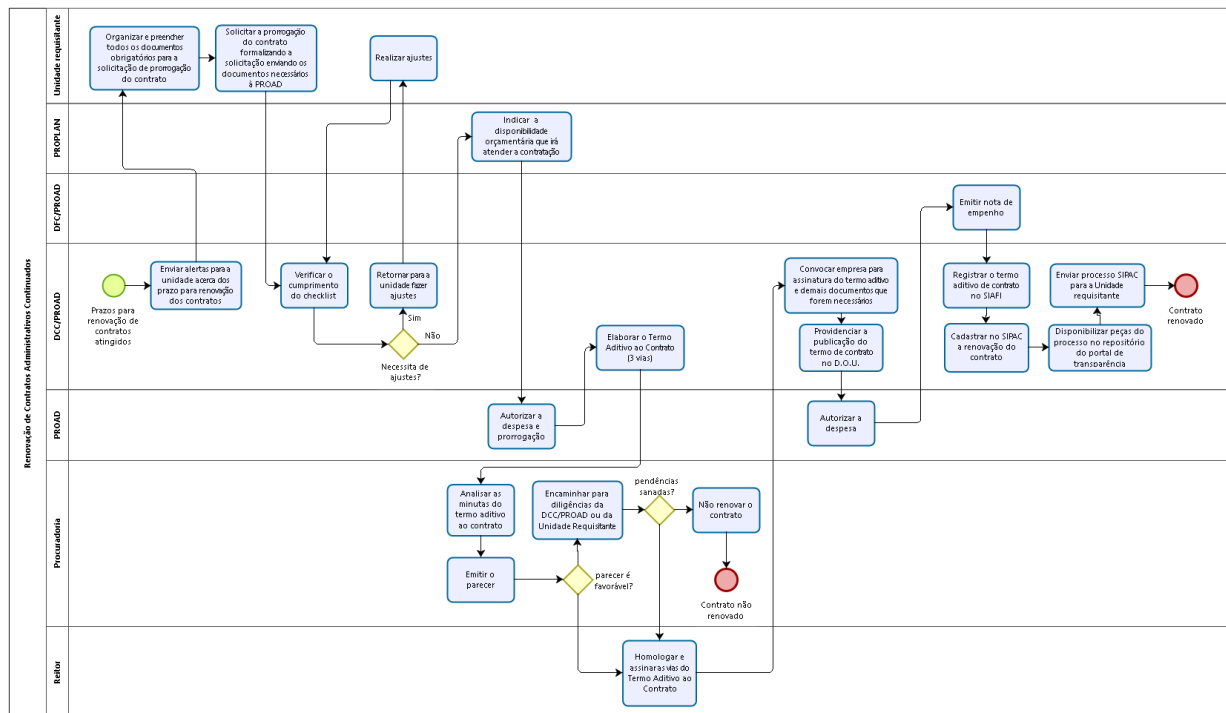 Renovação de Contratos Administrativos Continuados
Unidade requisitante
Organizar e preencher
todos os documentos
obrigatórios para a
solicitação de prorrogação
do contrato
Solicitar a prorrogação
do contrato
formalizando a
solicitação enviando os
documentos necessários
á PROAD
Realizar ajustes
PROPLAN
Indicar a
disponibilidade
orçamentária que irá
atender a contratação
DFC/PROAD
Emitir nota de
empenho
DCC/PROAD
Prazos para
renovação de
contratos
atingidos
Enviar alertas para a
unidade acerca dos
prazo para renovação
dos contratos
Verificar o
cumprimento
do checklist
Retornar para a
unidade fazer
ajustes
Sim
Não
Necessita de
ajustes?
Elaborar o Termo
Aditivo ao Contrato
(3 vias)
Convocar empresa para
assinatura do termo aditivo
e demais documentos que
forem necessários
Providenciar a
publicação do
termo de contrato
no D.O.U.
Registrar o termo
aditivo de contrato
no SIAFI
Cadastrar no SIPAC
a renovação do
contrato
Enviar processo SIPAC
para a Unidade
requisitante
Disponibilizar peças do
processo no repositório
do portal de
transparência
Contrato
renovado
PROAD
Autorizar a
despesa e
prorrogação
Autorizar a
despesa
Procuradoria
Analisar as
minutas do
termo aditivo
ao contrato
Emitir o
parecer
parecer é
favorável?
Encaminhar para
diligências da
DCC/PROAD ou da
Unidade Requisitante
pendências
sanadas?
Não renovar o
contrato
Contrato não
renovado
Reitor
Homologar e
assinar as vias do
Termo Aditivo ao
Contrato